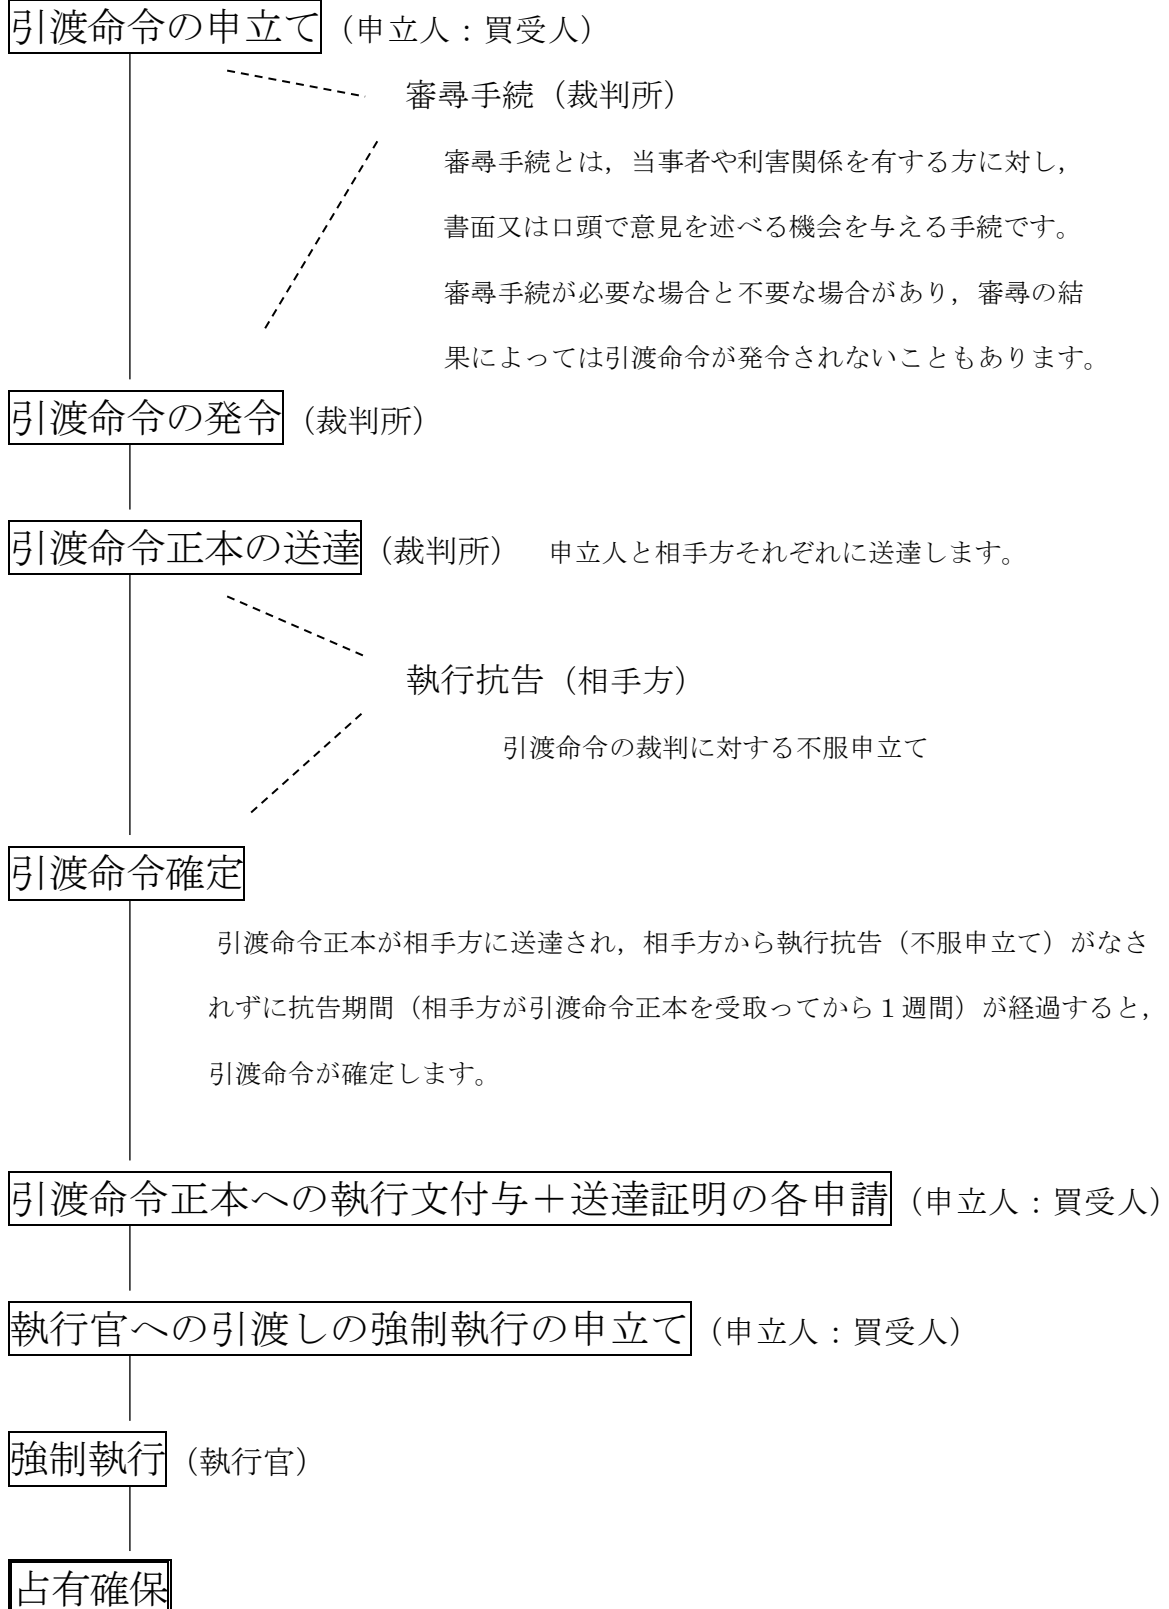 引渡命令の申立て（申立人：買受人）
審尋手続（裁判所）
審尋手続とは，当事者や利害関係を有する方に対し，
書面又は口頭で意見を述べる機会を与える手続です。
審尋手続が必要な場合と不要な場合があり，審尋の結
果によっては引渡命令が発令されないこともあります。
引渡命令の発令（裁判所）
引渡命令正本の送達（裁判所）　申立人と相手方それぞれに送達します。
執行抗告（相手方）
引渡命令の裁判に対する不服申立て
引渡命令確定
引渡命令正本が相手方に送達され，相手方から執行抗告（不服申立て）がなさ
れずに抗告期間（相手方が引渡命令正本を受取ってから１週間）が経過すると，
引渡命令が確定します。
引渡命令正本への執行文付与＋送達証明の各申請（申立人：買受人）
執行官への引渡しの強制執行の申立て（申立人：買受人）
強制執行（執行官）
占有確保